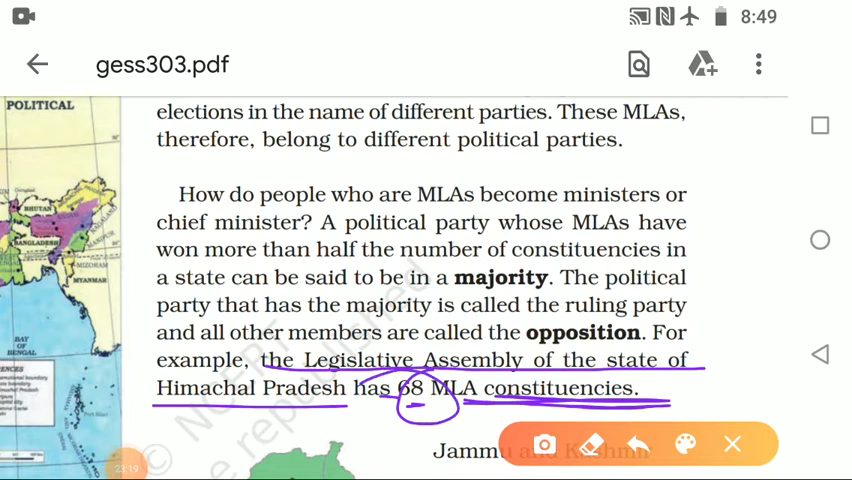 8:49
gess303.pdf
POLITICAL
elections in the name of different parties. These MLAs,
therefore, belong to different political parties.
How do people who are MLAs become ministers or
chief minister? A political party whose MLAs have
won more than half the number of constituencies in
a state can be said to be in a majority. The political
party that has the majority is called the ruling party
and all other members are called the opposition. For
example, the Legislative Assembly of the state of
Himachal Pradesh has 68 MLA constituencies.
Jammu and Kashmir
BHUTAN
BANGLADESH
MIZORAM
MYANMAR
BAY
OF
BENGAL
23:19
© NCERT
republished